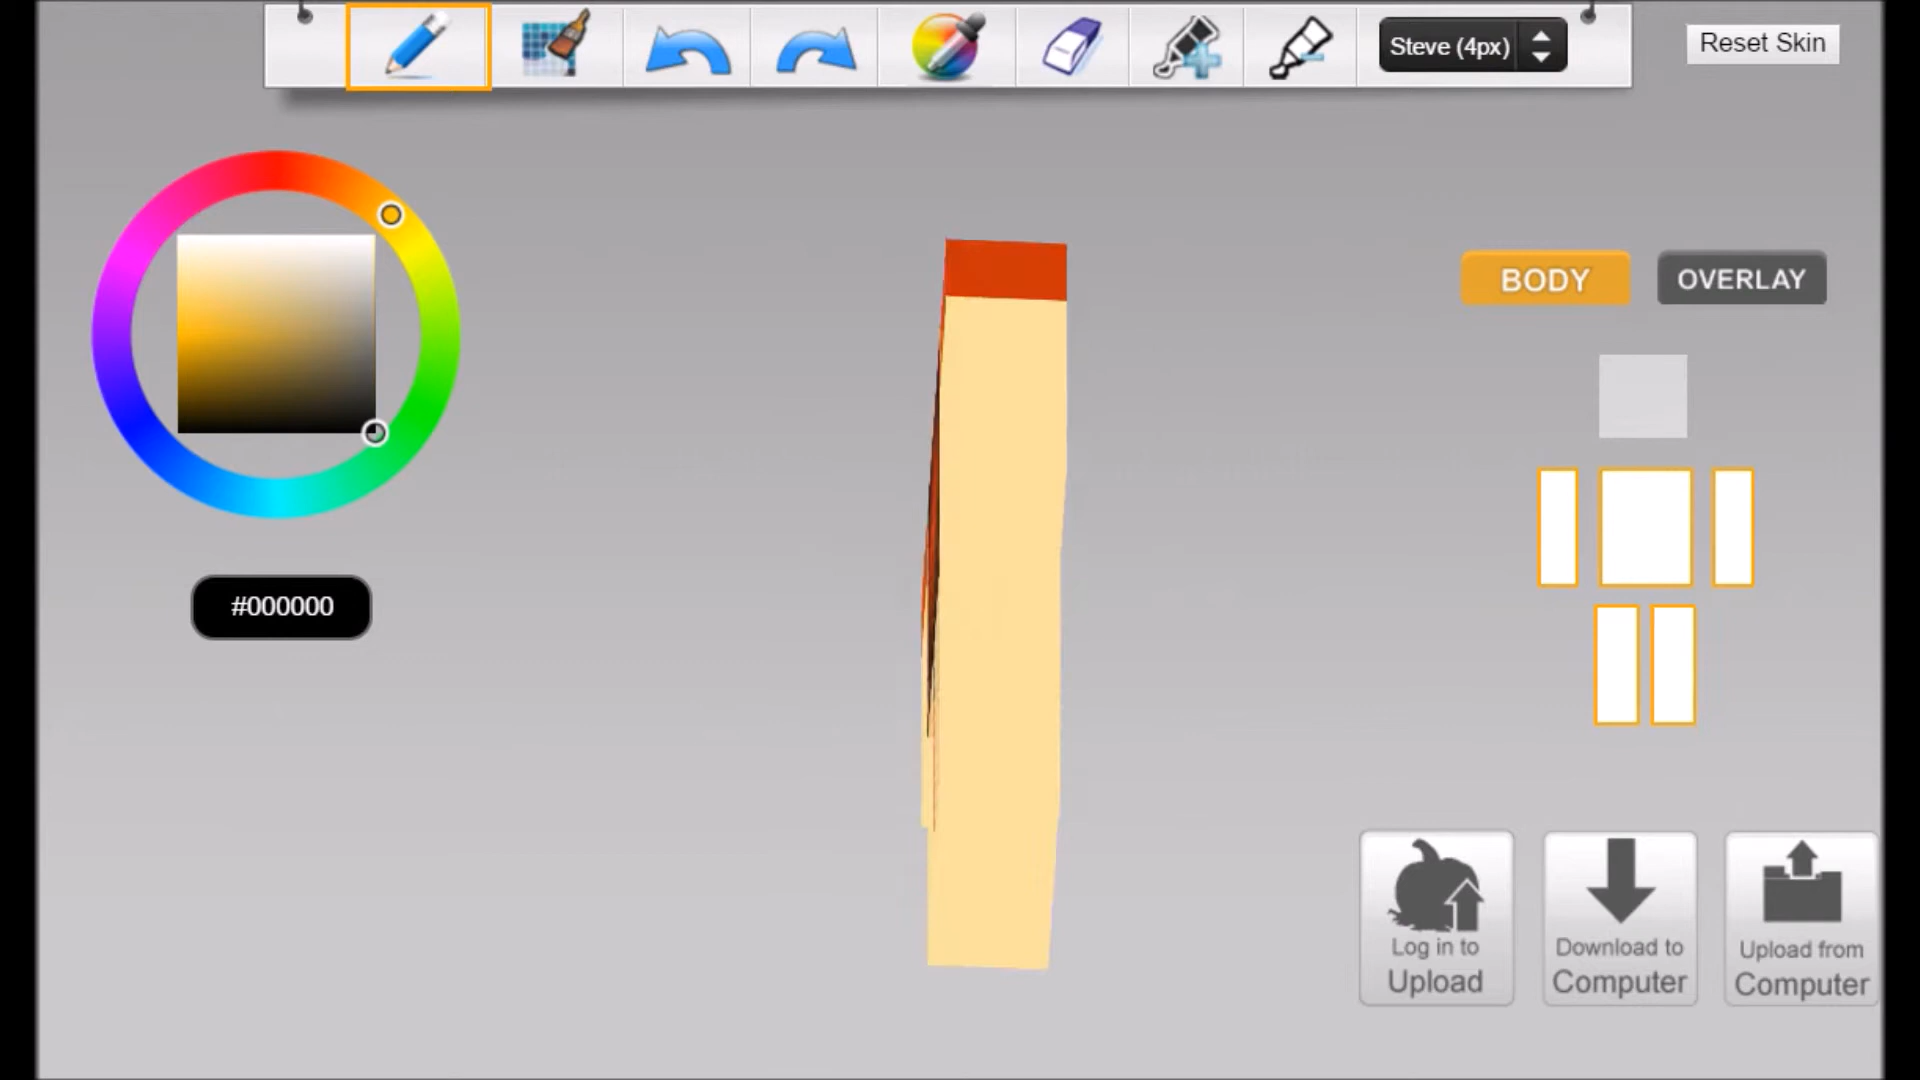 Steve (4px)
Reset Skin
BODY
OVERLAY
#000000
Log in to
Upload
Download to
Computer
Upload from
Computer